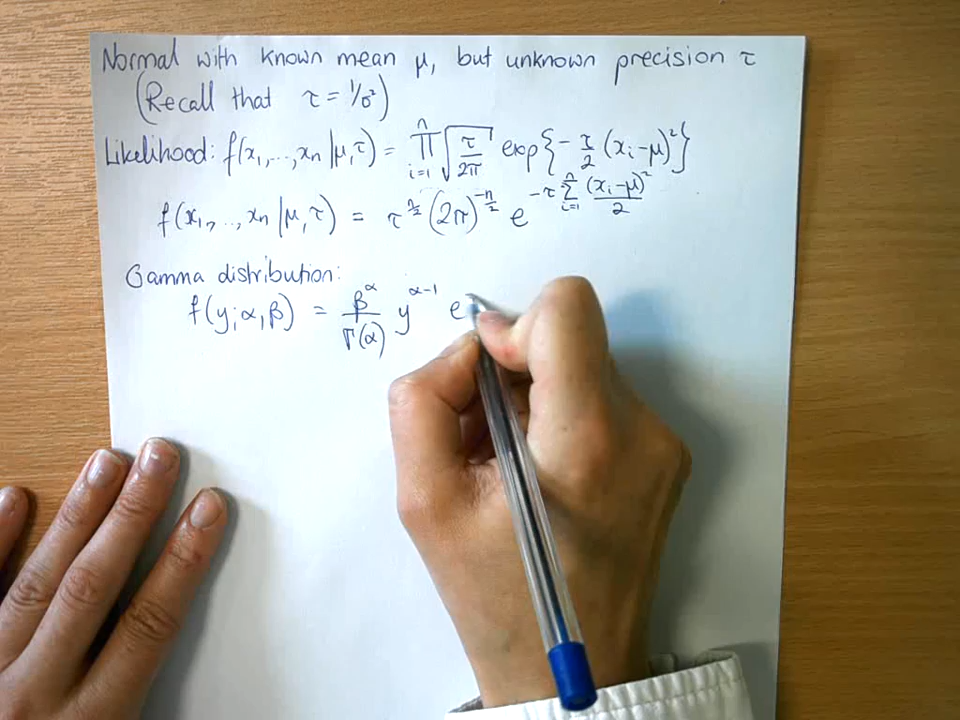 Normal with known mean μ, but unknown precision τ
(Recall that τ = 1/σ²)
Likelihood: f(x₁,...,xₙ|μ,τ) = ∏ᵢ₌₁ⁿ √(τ/2π) exp{-τ/2 (xᵢ-μ)²}
f(x₁,...,xₙ|μ,τ) = τ^(n/2) (2π)^(-n/2) e^(-τ ∑ᵢ₌₁ⁿ (xᵢ-μ)²/2)
Gamma distribution:
f(y;α,β) = β^α/Γ(α) y^(α-1) e